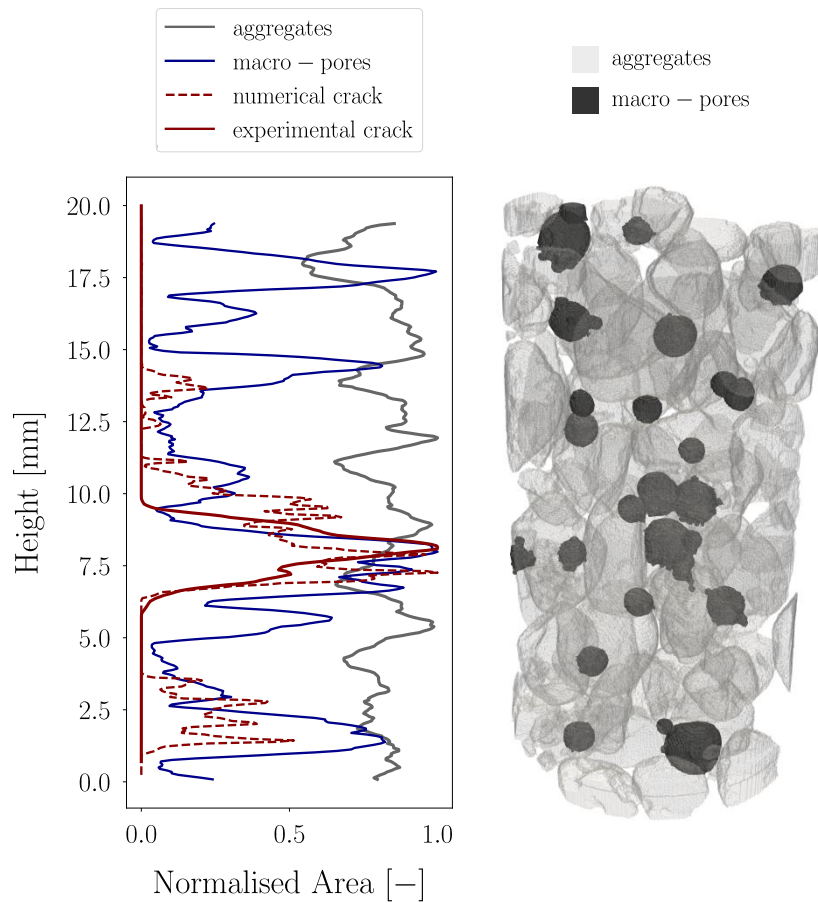 aggregates
macro − pores
numerical crack
experimental crack
aggregates
macro − pores
20.0
17.5
15.0
12.5
10.0
7.5
5.0
2.5
0.0
Height [mm]
0.0 0.5 1.0
Normalised Area [−]